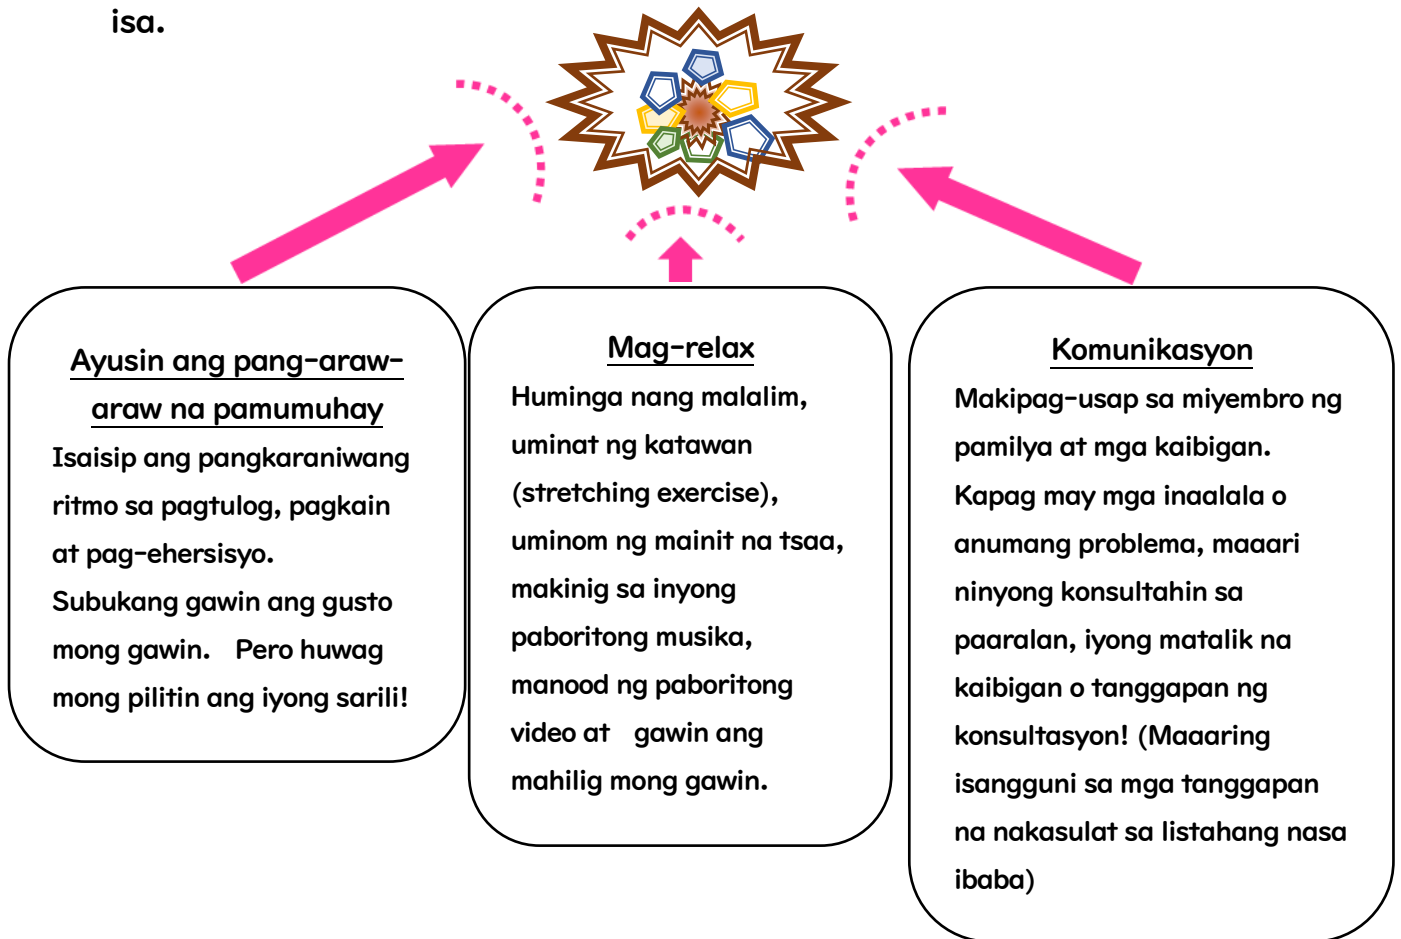 isa.
Ayusin ang pang-araw-
araw na pamumuhay
Isaisip ang pangkaraniwang
ritmo sa pagtulog, pagkain
at pag-ehersisyo.
Subukang gawin ang gusto
mong gawin. Pero huwag
mong pilitin ang iyong sarili!
Mag-relax
Huminga nang malalim,
uminat ng katawan
(stretching exercise),
uminom ng mainit na tsaa,
makinig sa inyong
paboritong musika,
manood ng paboritong
video at gawin ang
mahilig mong gawin.
Komunikasyon
Makipag-usap sa miyembro ng
pamilya at mga kaibigan.
Kapag may mga inaalala o
anumang problema, maaari
ninyong konsultahin sa
paaralan, iyong matalik na
kaibigan o tanggapan ng
konsultasyon! (Maaaring
isangguni sa mga tanggapan
na nakasulat sa listahang nasa
ibaba)